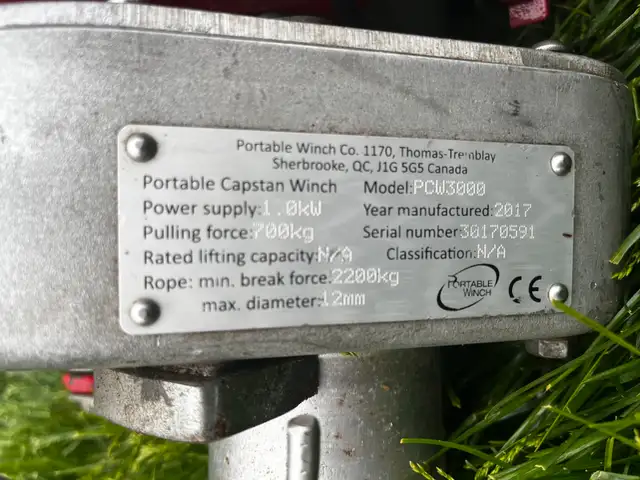 Portable Winch Co. 1170, Thomas-Tremblay
Sherbrooke, QC, J1G 5G5 Canada
Portable Capstan Winch Model:PCW3000
Power supply:1.0kW Year manufactured:2017
Pulling force:700kg Serial number:30170591
Rated lifting capacity:N/A Classification:N/A
Rope: min. break force:2200kg
max. diameter:12mm
PORTABLE
WINCH
CE